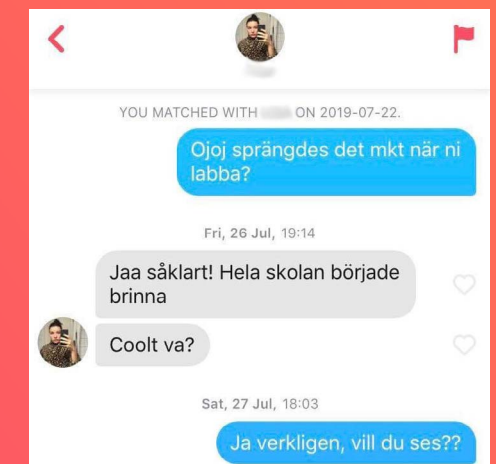 YOU MATCHED WITH ON 2019-07-22.
Ojoj sprängdes det mkt när ni
labba?
Fri, 26 Jul, 19:14
Jaa såklart! Hela skolan började
brinna
Coolt va?
Sat, 27 Jul, 18:03
Ja verkligen, vill du ses??